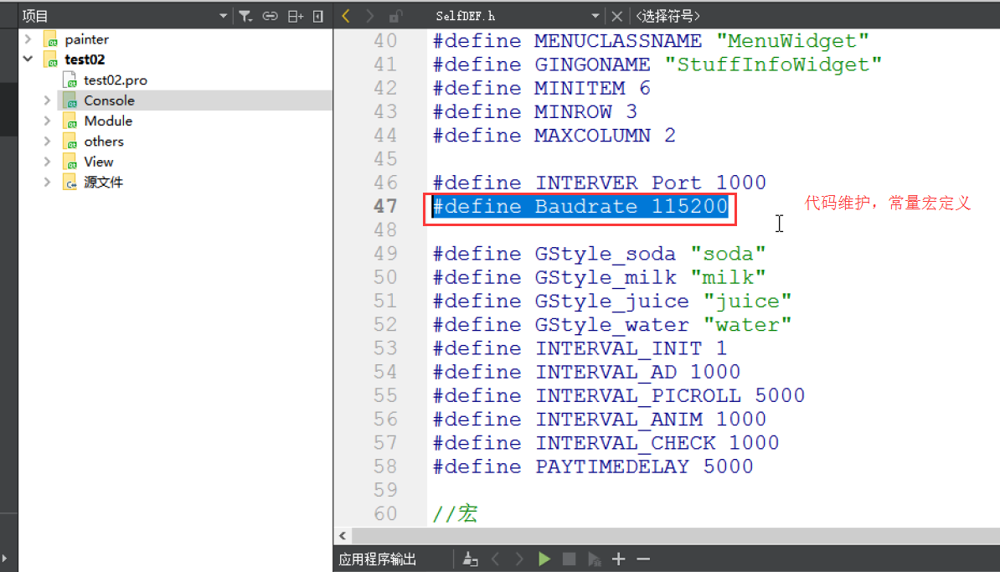 项目
SelfDEF.h
<选择符号>
painter
test02
test02.pro
Console
Module
others
View
源文件
40 #define MENUCLASSNAME "MenuWidget"
41 #define GINGONAME "StuffInfoWidget"
42 #define MINITEM 6
43 #define MINROW 3
44 #define MAXCOLUMN 2
45
46 #define INTERVER_Port 1000
47 #define Baudrate 115200
代码维护，常量宏定义
48
49 #define GStyle_soda "soda"
50 #define GStyle_milk "milk"
51 #define GStyle_juice "juice"
52 #define GStyle_water "water"
53 #define INTERVAL_INIT 1
54 #define INTERVAL_AD 1000
55 #define INTERVAL_PICROLL 5000
56 #define INTERVAL_ANIM 1000
57 #define INTERVAL_CHECK 1000
58 #define PAYTIMEDELAY 5000
59
60 //宏
应用程序输出